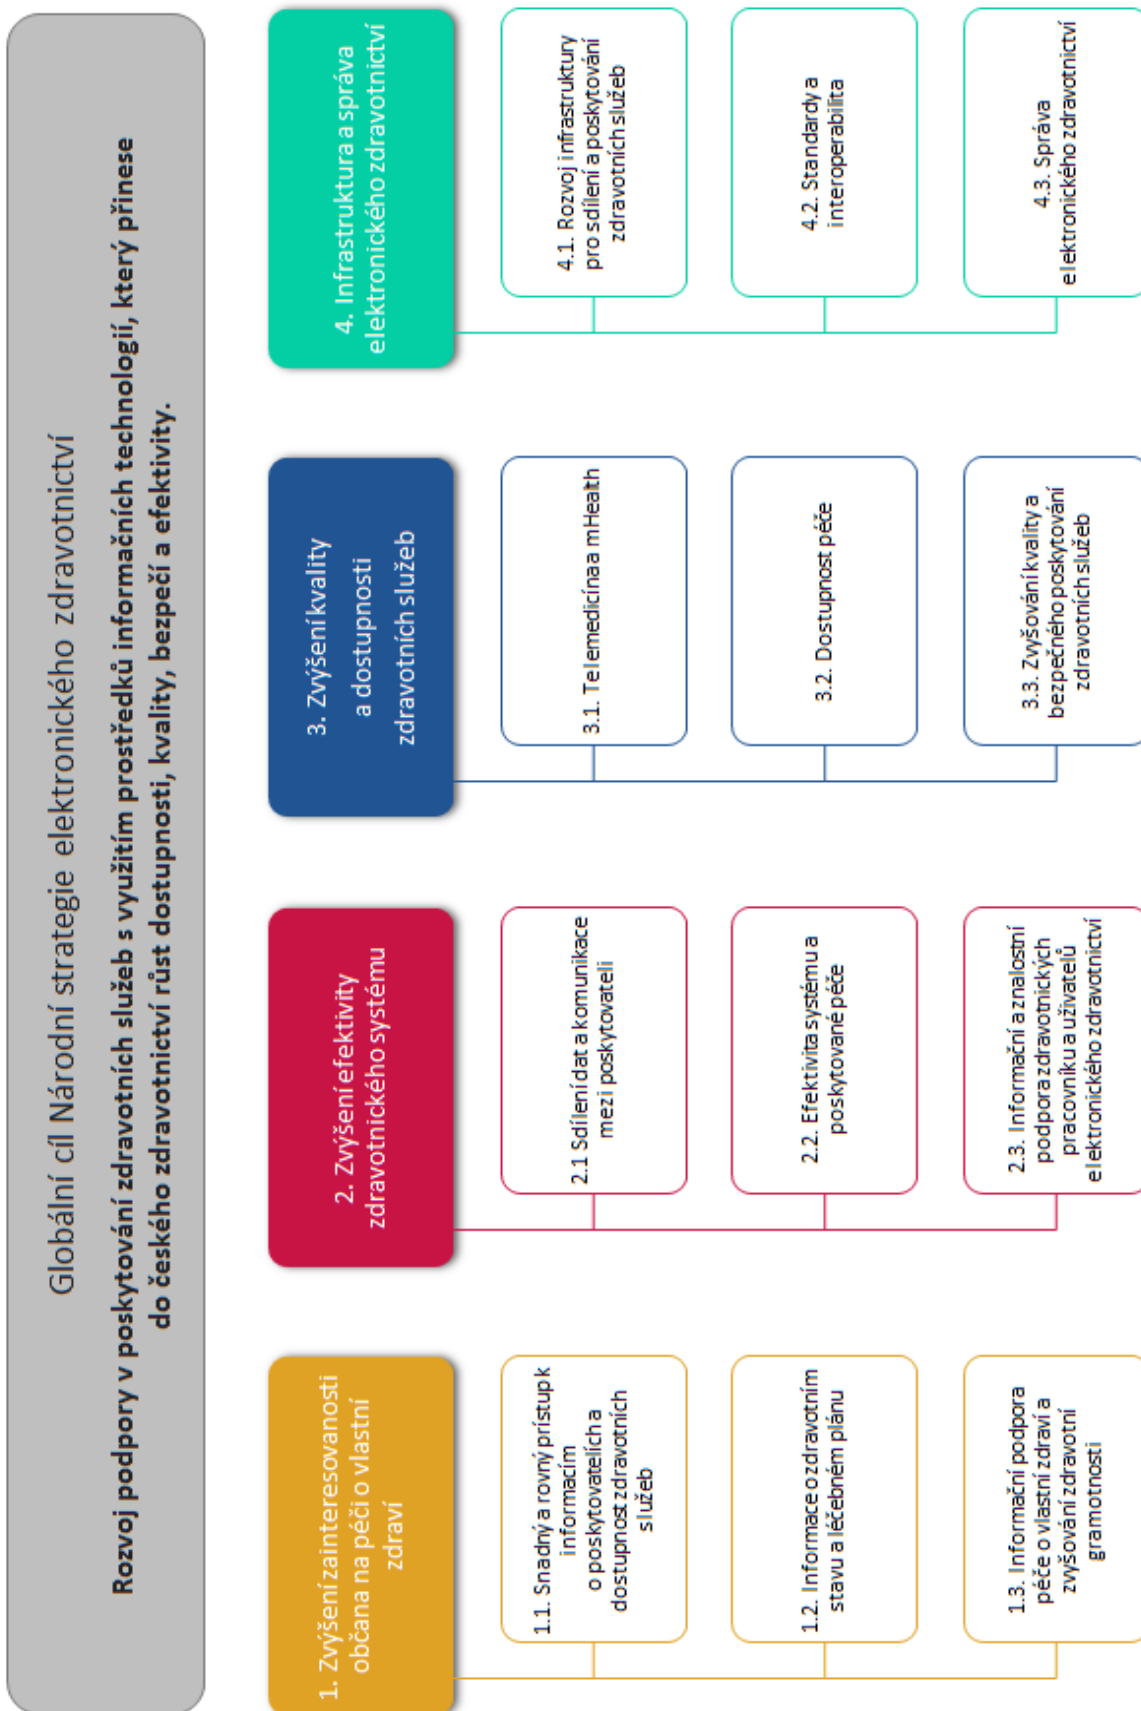 Globální cíl Národní strategie elektronického zdravotnictví
Rozvoj podpory v poskytování zdravotních služeb s využitím prostředků informačních technologií, který přinese
do českého zdravotnictví růst dostupnosti, kvality, bezpečí a efektivity.
1. Zvýšení zainteresovanosti
občana na péči o vlastní
zdraví
1.1. Snadný a rovný prístup k
informacím
o poskytovatelích a
dostupnost zdravotních
služeb
1.2. Informace o zdravotním
stavu a léčebném plánu
1.3. Informační podpora
péče o vlastní zdraví a
zvyšování zdravotní
gramotnosti
2. Zvýšení efektivity
zdravotnického systému
2.1 Sdílení dat a komunikace
mezi poskytovateli
2.2. Efektivita systému a
poskytované péče
2.3. Informační a znalostní
podpora zdravotnických
pracovníku a uživatelů
elektronického zdravotnictví
3. Zvýšení kvality
a dostupnosti
zdravotních služeb
3.1. Telemedicína a mHealth
3.2. Dostupnost péče
3.3. Zvyšování kvality a
bezpečného poskytování
zdravotních služeb
4. Infrastruktura a správa
elektronického zdravotnictví
4.1. Rozvoj infrastruktury
pro sdílení a poskytování
zdravotních služeb
4.2. Standardy a
interoperabilita
4.3. Správa
elektronického zdravotnictví